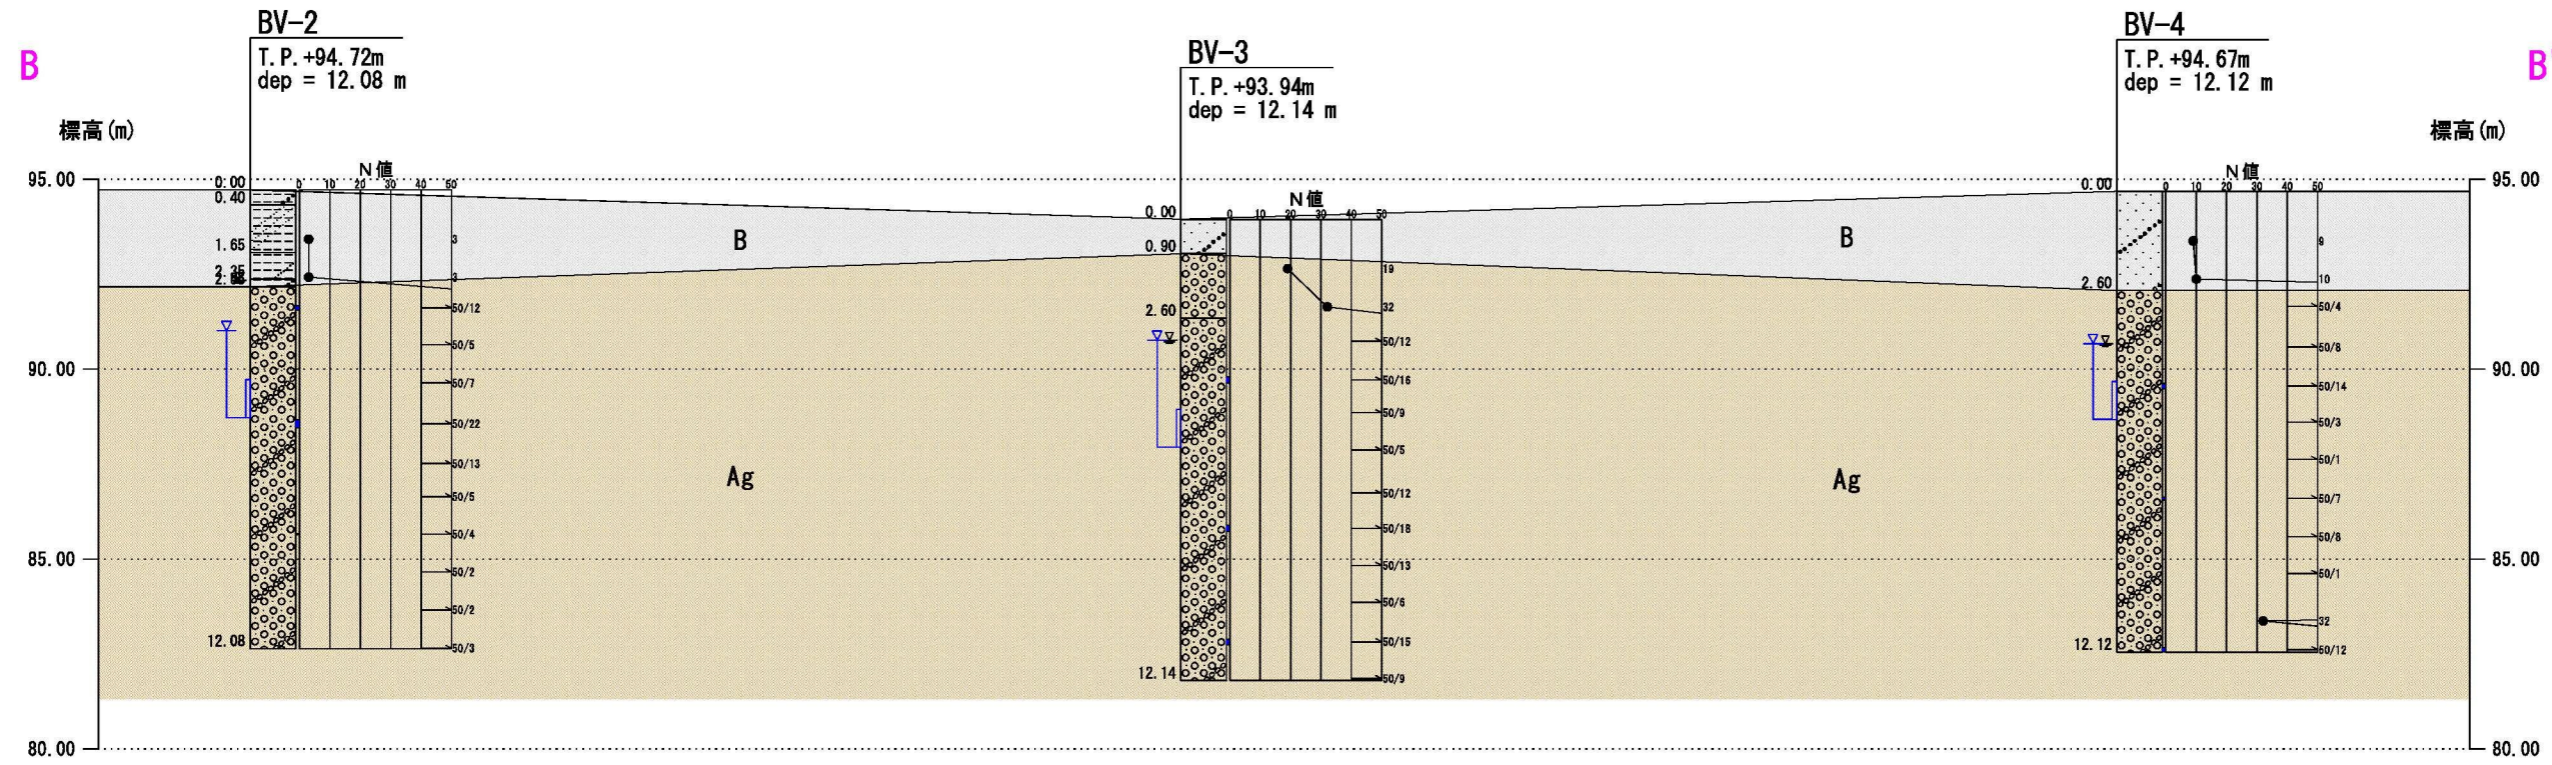 B
BV-2
T.P.+94.72m
dep = 12.08 m
BV-3
T.P.+93.94m
dep = 12.14 m
BV-4
T.P.+94.67m
dep = 12.12 m
B'
標高(m)
標高(m)
95.00
90.00
85.00
80.00
N値
0 10 20 30 40 50
0.00
0.40
1.65
2.35
12.08
3
3
50/12
50/5
50/7
50/22
50/13
50/5
50/4
50/2
50/2
50/3
B
Ag
N値
0 10 20 30 40 50
0.00
0.90
2.60
12.14
19
32
50/12
50/16
50/9
50/5
50/12
50/18
50/13
50/6
50/15
50/9
B
Ag
N値
0 10 20 30 40 50
0.00
2.60
12.12
9
10
50/4
50/8
50/14
50/3
50/1
50/7
50/8
50/1
32
50/12
95.00
90.00
85.00
80.00